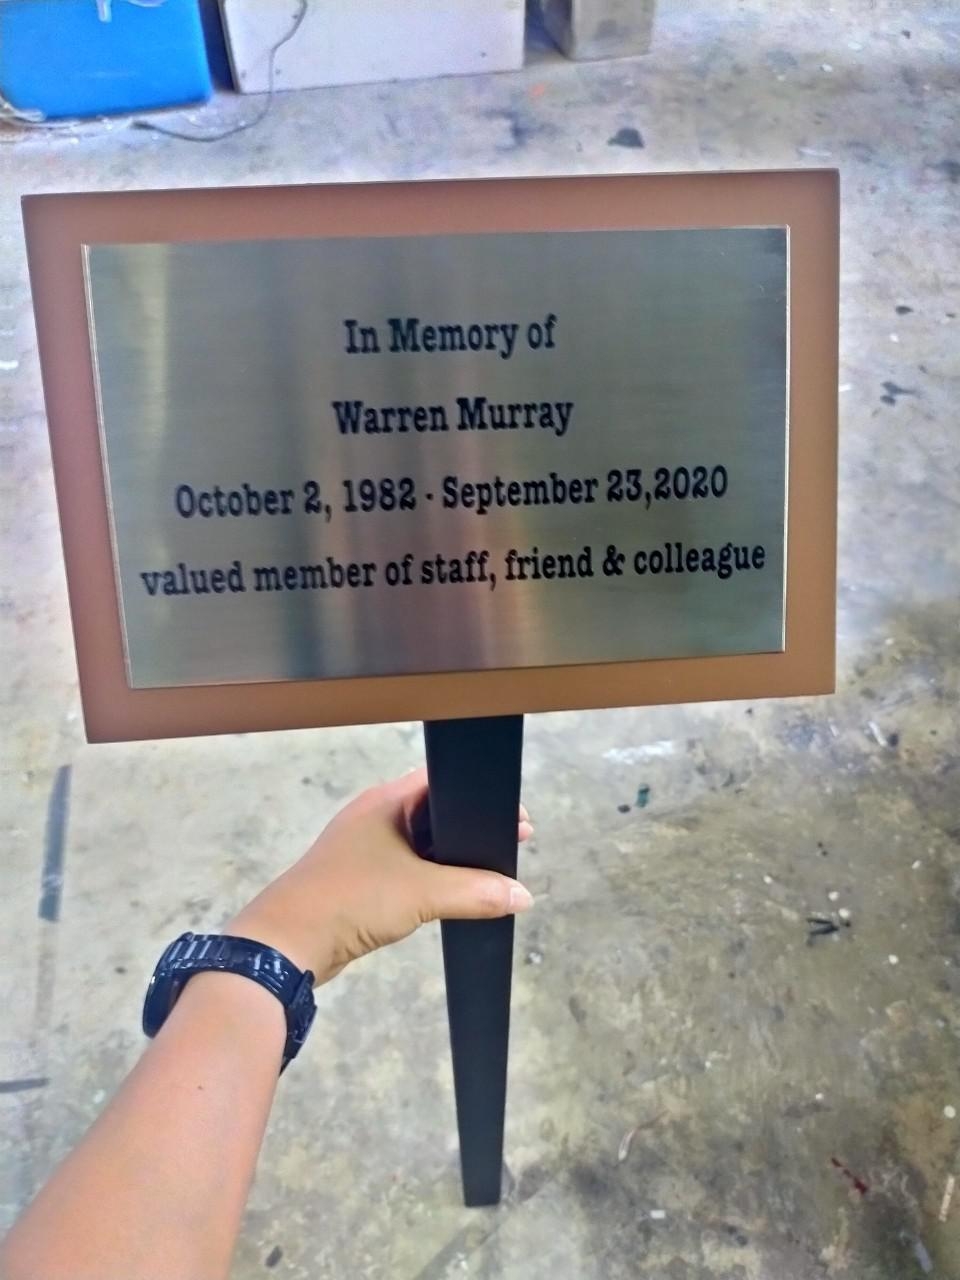 In Memory of
Warren Murray
October 2, 1982 - September 23,2020
valued member of staff, friend & colleague